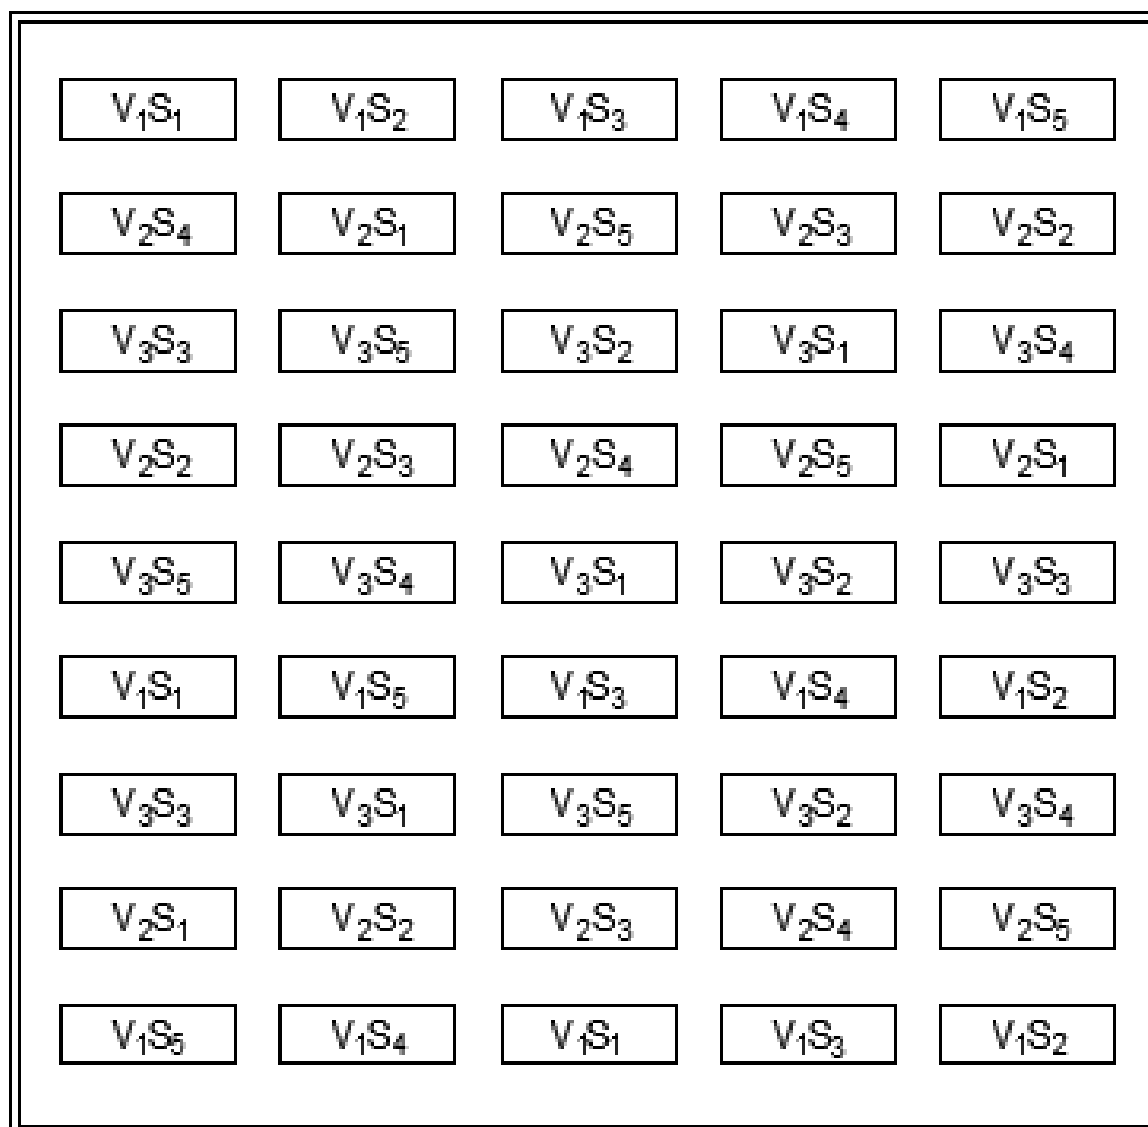 V₁S₁ V₁S₂ V₁S₃ V₁S₄ V₁S₅
V₂S₄ V₂S₁ V₂S₅ V₂S₃ V₂S₂
V₃S₃ V₃S₅ V₃S₂ V₃S₁ V₃S₄
V₂S₂ V₂S₃ V₂S₄ V₂S₅ V₂S₁
V₃S₅ V₃S₄ V₃S₁ V₃S₂ V₃S₃
V₁S₁ V₁S₅ V₁S₃ V₁S₄ V₁S₂
V₃S₃ V₃S₁ V₃S₅ V₃S₂ V₃S₄
V₂S₁ V₂S₂ V₂S₃ V₂S₄ V₂S₅
V₁S₅ V₁S₄ V₁S₁ V₁S₃ V₁S₂